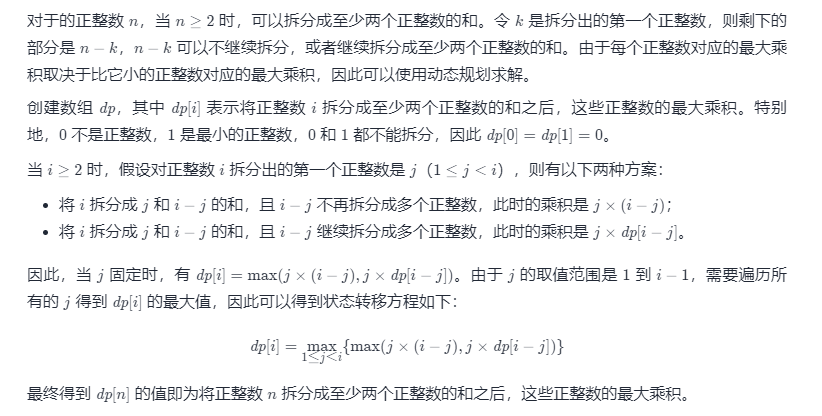 对于的正整数 n，当 n ≥ 2 时，可以拆分成至少两个正整数的和。令 k 是拆分出的第一个正整数，则剩下的
部分是 n − k，n − k 可以不继续拆分，或者继续拆分成至少两个正整数的和。由于每个正整数对应的最大乘
积取决于比它小的正整数对应的最大乘积，因此可以使用动态规划求解。
创建数组 dp，其中 dp[i] 表示将正整数 i 拆分成至少两个正整数的和之后，这些正整数的最大乘积。特别
地，0 不是正整数，1 是最小的正整数，0 和 1 都不能拆分，因此 dp[0] = dp[1] = 0。
当 i ≥ 2 时，假设对正整数 i 拆分出的第一个正整数是 j（1 ≤ j < i），则有以下两种方案：
• 将 i 拆分成 j 和 i − j 的和，且 i − j 不再拆分成多个正整数，此时的乘积是 j × (i − j)；
• 将 i 拆分成 j 和 i − j 的和，且 i − j 继续拆分成多个正整数，此时的乘积是 j × dp[i − j]。
因此，当 j 固定时，有 dp[i] = max(j × (i − j), j × dp[i − j])。由于 j 的取值范围是 1 到 i − 1，需要遍历所
有的 j 得到 dp[i] 的最大值，因此可以得到状态转移方程如下：
dp[i] = max{max(j × (i − j), j × dp[i − j])}
1≤j<i
最终得到 dp[n] 的值即为将正整数 n 拆分成至少两个正整数的和之后，这些正整数的最大乘积。